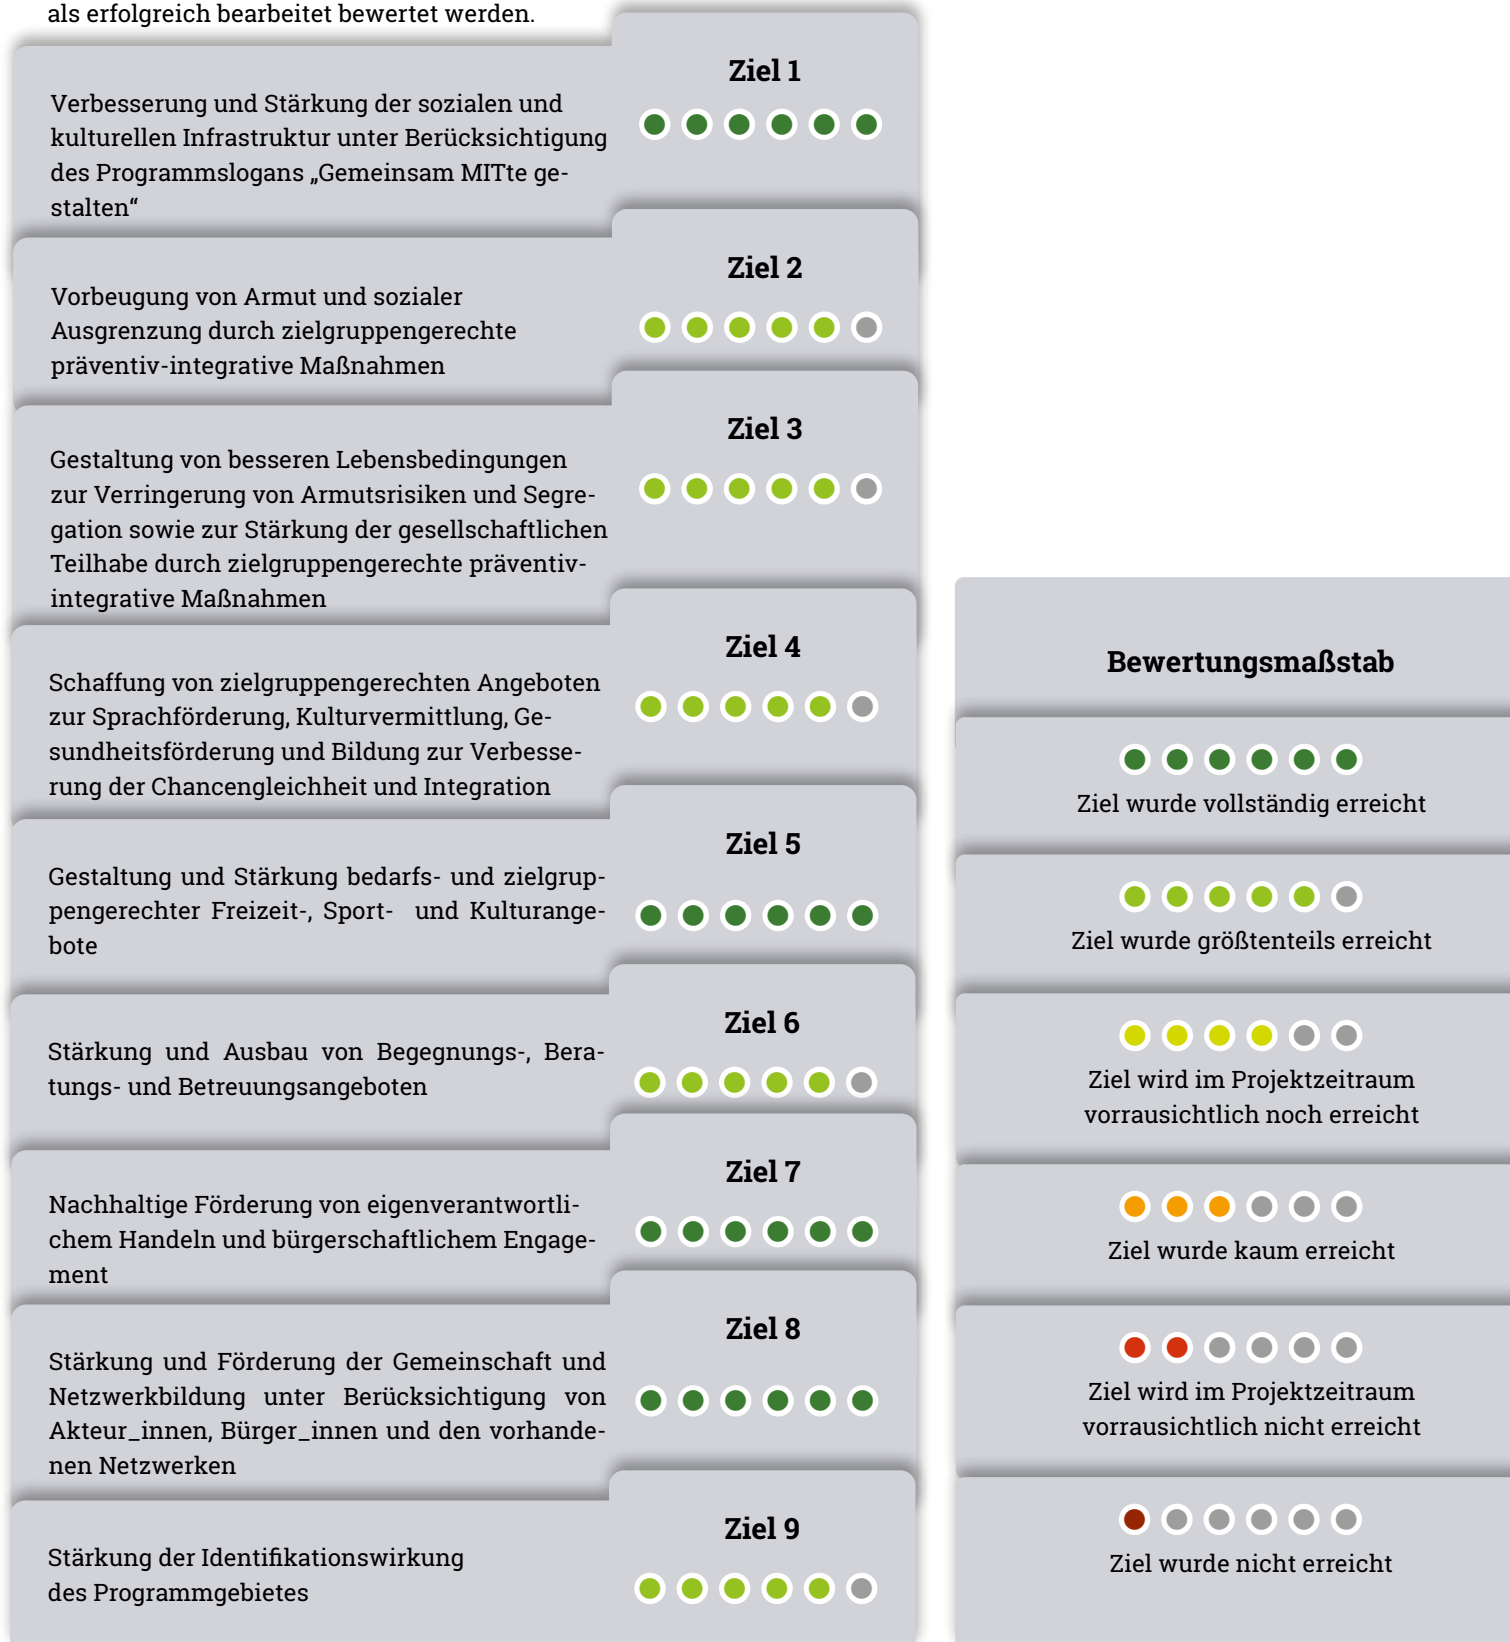 als erfolgreich bearbeitet bewertet werden.
Ziel 1
Verbesserung und Stärkung der sozialen und
kulturellen Infrastruktur unter Berücksichtigung
des Programmslogans „Gemeinsam MITte ge-
stalten“
Ziel 2
Vorbeugung von Armut und sozialer
Ausgrenzung durch zielgruppengerechte
präventiv-integrative Maßnahmen
Ziel 3
Gestaltung von besseren Lebensbedingungen
zur Verringerung von Armutsrisiken und Segre-
gation sowie zur Stärkung der gesellschaftlichen
Teilhabe durch zielgruppengerechte präventiv-
integrative Maßnahmen
Ziel 4
Schaffung von zielgruppengerechten Angeboten
zur Sprachförderung, Kulturvermittlung, Ge-
sundheitsförderung und Bildung zur Verbesse-
rung der Chancengleichheit und Integration
Ziel 5
Gestaltung und Stärkung bedarfs- und zielgrup-
pengerechter Freizeit-, Sport- und Kulturange-
bote
Ziel 6
Stärkung und Ausbau von Begegnungs-, Bera-
tungs- und Betreuungsangeboten
Ziel 7
Nachhaltige Förderung von eigenverantwortli-
chem Handeln und bürgerschaftlichem Engage-
ment
Ziel 8
Stärkung und Förderung der Gemeinschaft und
Netzwerkbildung unter Berücksichtigung von
Akteur_innen, Bürger_innen und den vorhande-
nen Netzwerken
Ziel 9
Stärkung der Identifikationswirkung
des Programmgebietes
Bewertungsmaßstab
Ziel wurde vollständig erreicht
Ziel wurde größtenteils erreicht
Ziel wird im Projektzeitraum
vorrausichtlich noch erreicht
Ziel wurde kaum erreicht
Ziel wird im Projektzeitraum
vorrausichtlich nicht erreicht
Ziel wurde nicht erreicht